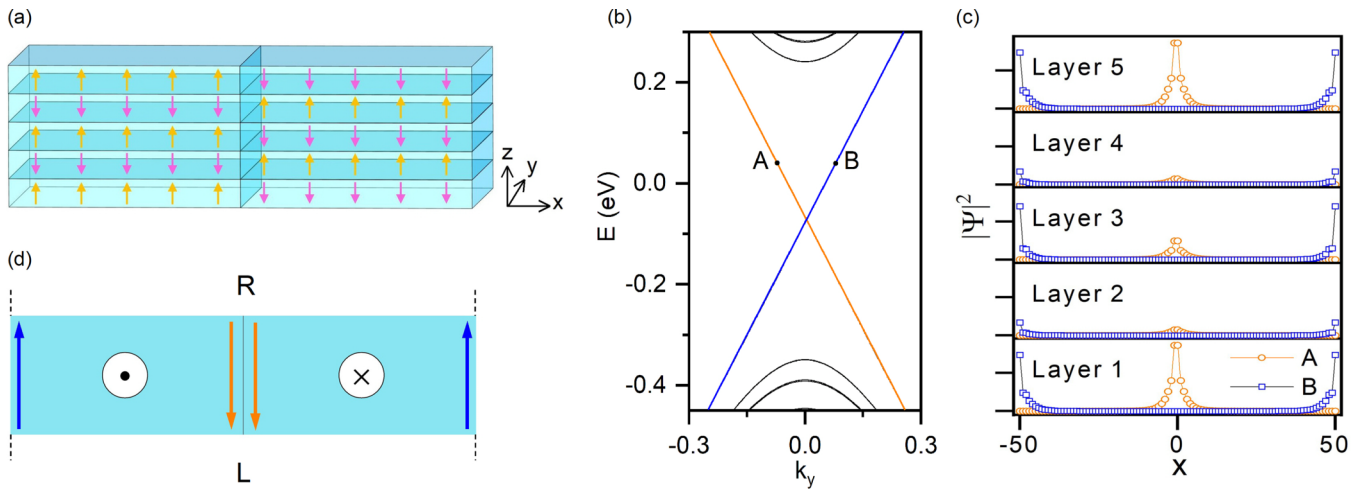 (a)
z
y
x
(b)
E (eV)
0.2
0.0
-0.2
-0.4
A
B
-0.3
0.0
0.3
k_y
(c)
|Ψ|²
Layer 5
Layer 4
Layer 3
Layer 2
Layer 1
A
B
-50
0
50
x
(d)
R
L